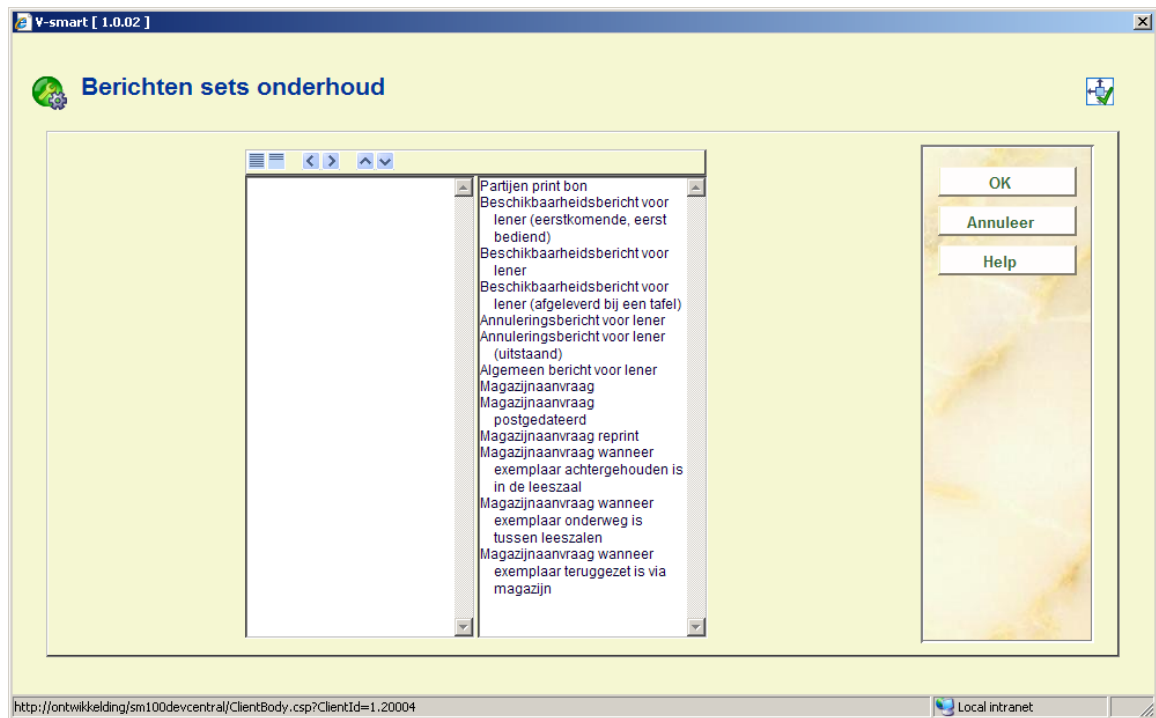 V-smart [ 1.0.02 ]
Berichten sets onderhoud
Partijen print bon
Beschikbaarheidsbericht voor
lener (eerstkomende, eerst
bediend)
Beschikbaarheidsbericht voor
lener
Beschikbaarheidsbericht voor
lener (afgeleverd bij een tafel)
Annuleringsbericht voor lener
Annuleringsbericht voor lener
(uitstaand)
Algemeen bericht voor lener
Magazijnaanvraag
Magazijnaanvraag
postgedateerd
Magazijnaanvraag reprint
Magazijnaanvraag wanneer
exemplaar achtergehouden is
in de leeszaal
Magazijnaanvraag wanneer
exemplaar onderweg is
tussen leeszalen
Magazijnaanvraag wanneer
exemplaar teruggezet is via
magazijn
OK
Annuleer
Help
http://ontwikkelding/sm100devcentral/ClientBody.csp?ClientId=1.20004
Local intranet